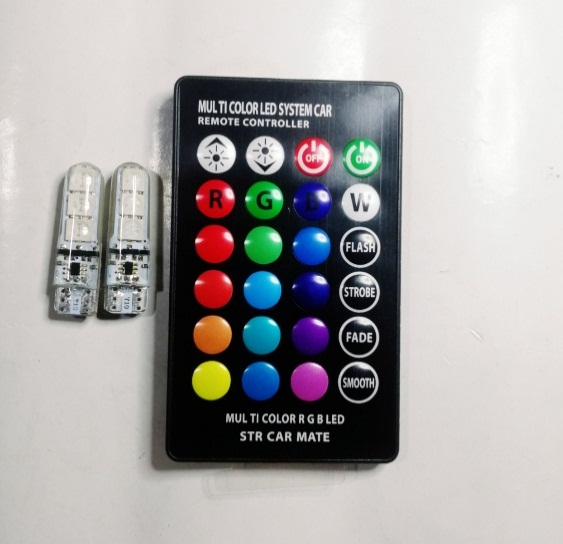 MUL TI COLOR LED SYSTEM CAR
REMOTE CONTROLLER
OFF ON
R G B W
FLASH
STROBE
FADE
SMOOTH
MUL TI COLOR R G B LED
STR CAR MATE